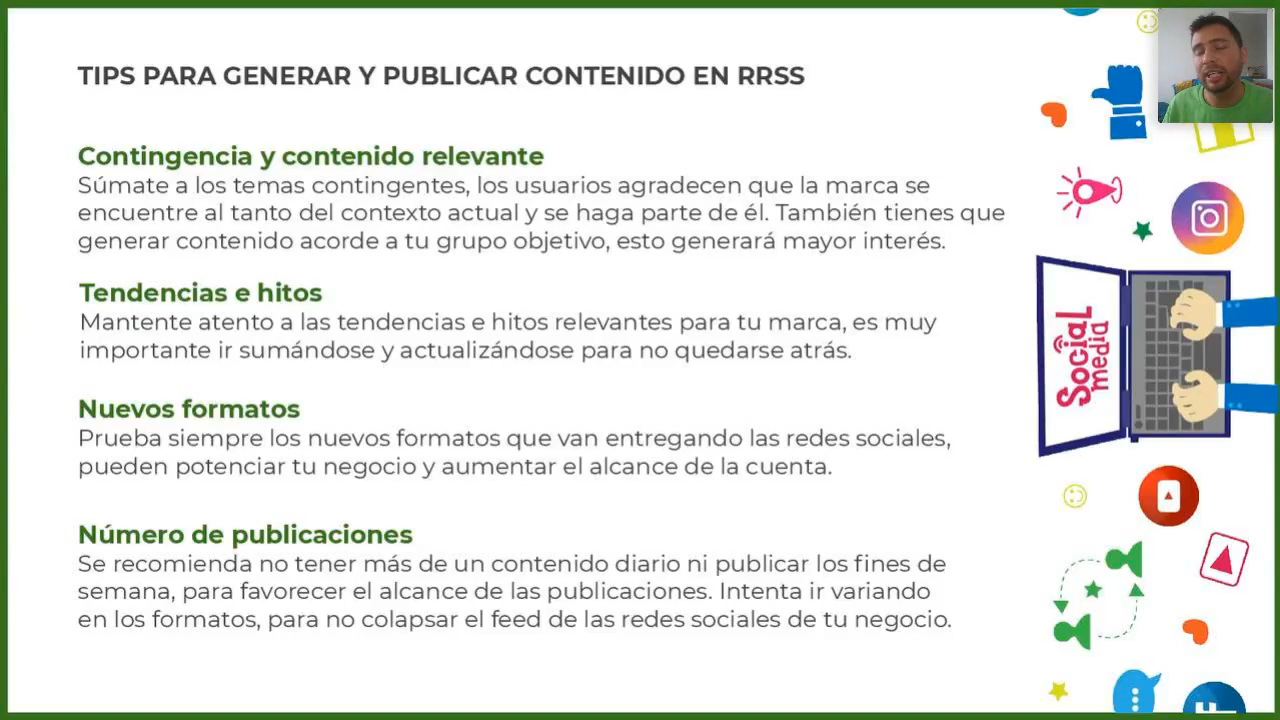 TIPS PARA GENERAR Y PUBLICAR CONTENIDO EN RRSS
Contingencia y contenido relevante
Súmate a los temas contingentes, los usuarios agradecen que la marca se
encuentre al tanto del contexto actual y se haga parte de él. También tienes que
generar contenido acorde a tu grupo objetivo, esto generará mayor interés.
Tendencias e hitos
Mantente atento a las tendencias e hitos relevantes para tu marca, es muy
importante ir sumándose y actualizándose para no quedarse atrás.
Nuevos formatos
Prueba siempre los nuevos formatos que van entregando las redes sociales,
pueden potenciar tu negocio y aumentar el alcance de la cuenta.
Número de publicaciones
Se recomienda no tener más de un contenido diario ni publicar los fines de
semana, para favorecer el alcance de las publicaciones. Intenta ir variando
en los formatos, para no colapsar el feed de las redes sociales de tu negocio.
Social
media